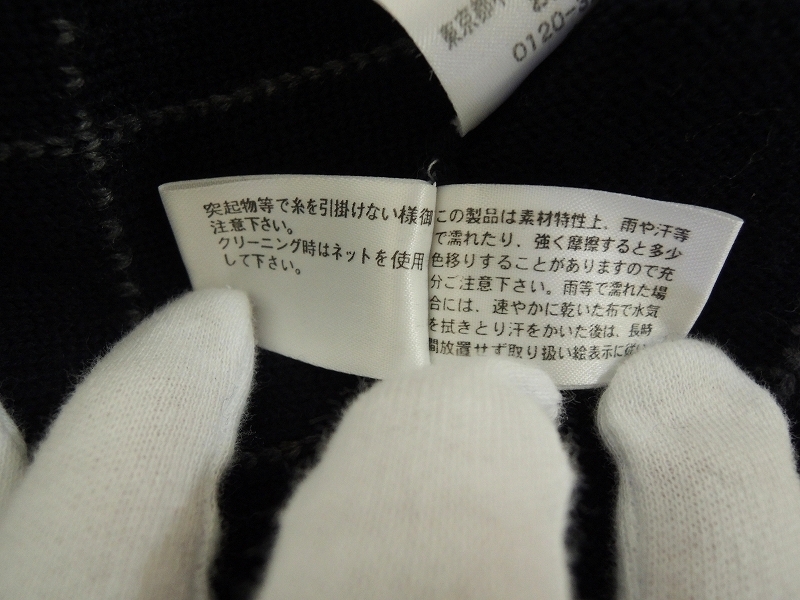 東京都
0120-3
突起物等で糸を引掛けない様御
注意下さい。
クリーニング時はネットを使用
して下さい。
この製品は素材特性上、雨や汗等
で濡れたり、強く摩擦すると多少
色移りすることがありますので充
分ご注意下さい。雨等で濡れた場
合には、速やかに乾いた布で水気
を拭きとり汗をかいた後は、長時
間放置せず取り扱い絵表示に従